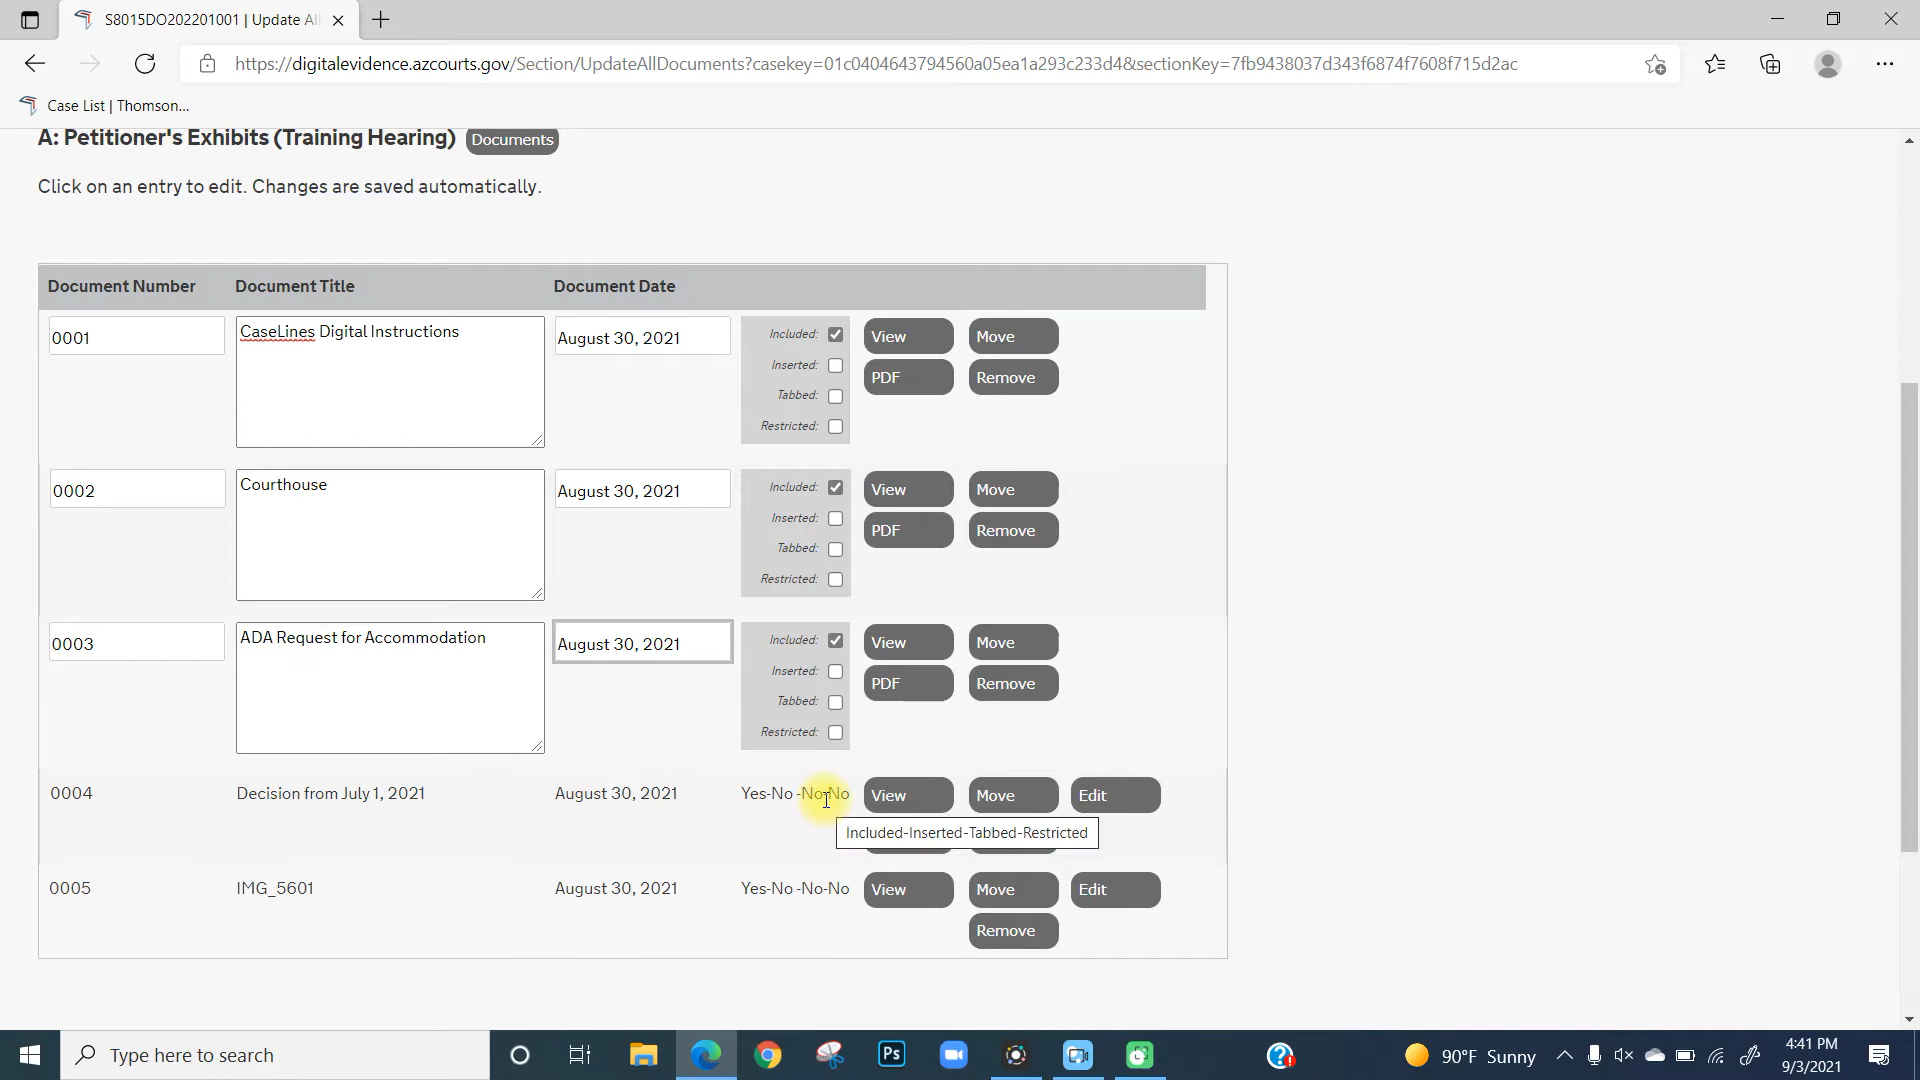 S8015DO202201001 | Update All
https://digitalevidence.azcourts.gov/Section/UpdateAllDocuments?casekey=01c0404643794560a05ea1a293c233d4&sectionKey=7fb9438037d343f6874f7608f715d2ac
Case List | Thomson...
A: Petitioner's Exhibits (Training Hearing) Documents
Click on an entry to edit. Changes are saved automatically.
Document Number Document Title Document Date
0001 CaseLines Digital Instructions August 30, 2021 Included: View Move
Inserted: PDF Remove
Tabbed:
Restricted:
0002 Courthouse August 30, 2021 Included: View Move
Inserted: PDF Remove
Tabbed:
Restricted:
0003 ADA Request for Accommodation August 30, 2021 Included: View Move
Inserted: PDF Remove
Tabbed:
Restricted:
0004 Decision from July 1, 2021 August 30, 2021 Yes-No -No-No View Move Edit
Included-Inserted-Tabbed-Restricted
0005 IMG_5601 August 30, 2021 Yes-No -No-No View Move Edit
Remove
Type here to search Ps 90°F Sunny 4:41 PM
9/3/2021